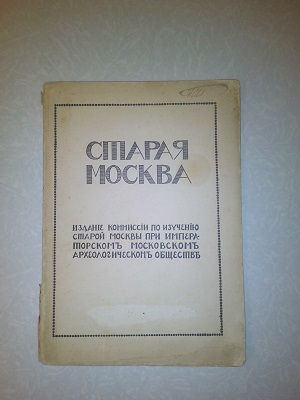 СТАРАЯ
МОСКВА
ИЗДАНІЕ КОММИССІИ ПО ИЗУЧЕНІЮ
СТАРОЙ МОСКВЫ ПРИ ИМПЕРА-
ТОРСКОМЪ МОСКОВСКОМЪ
АРХЕОЛОГИЧЕСКОМЪ ОБЩЕСТВѢ